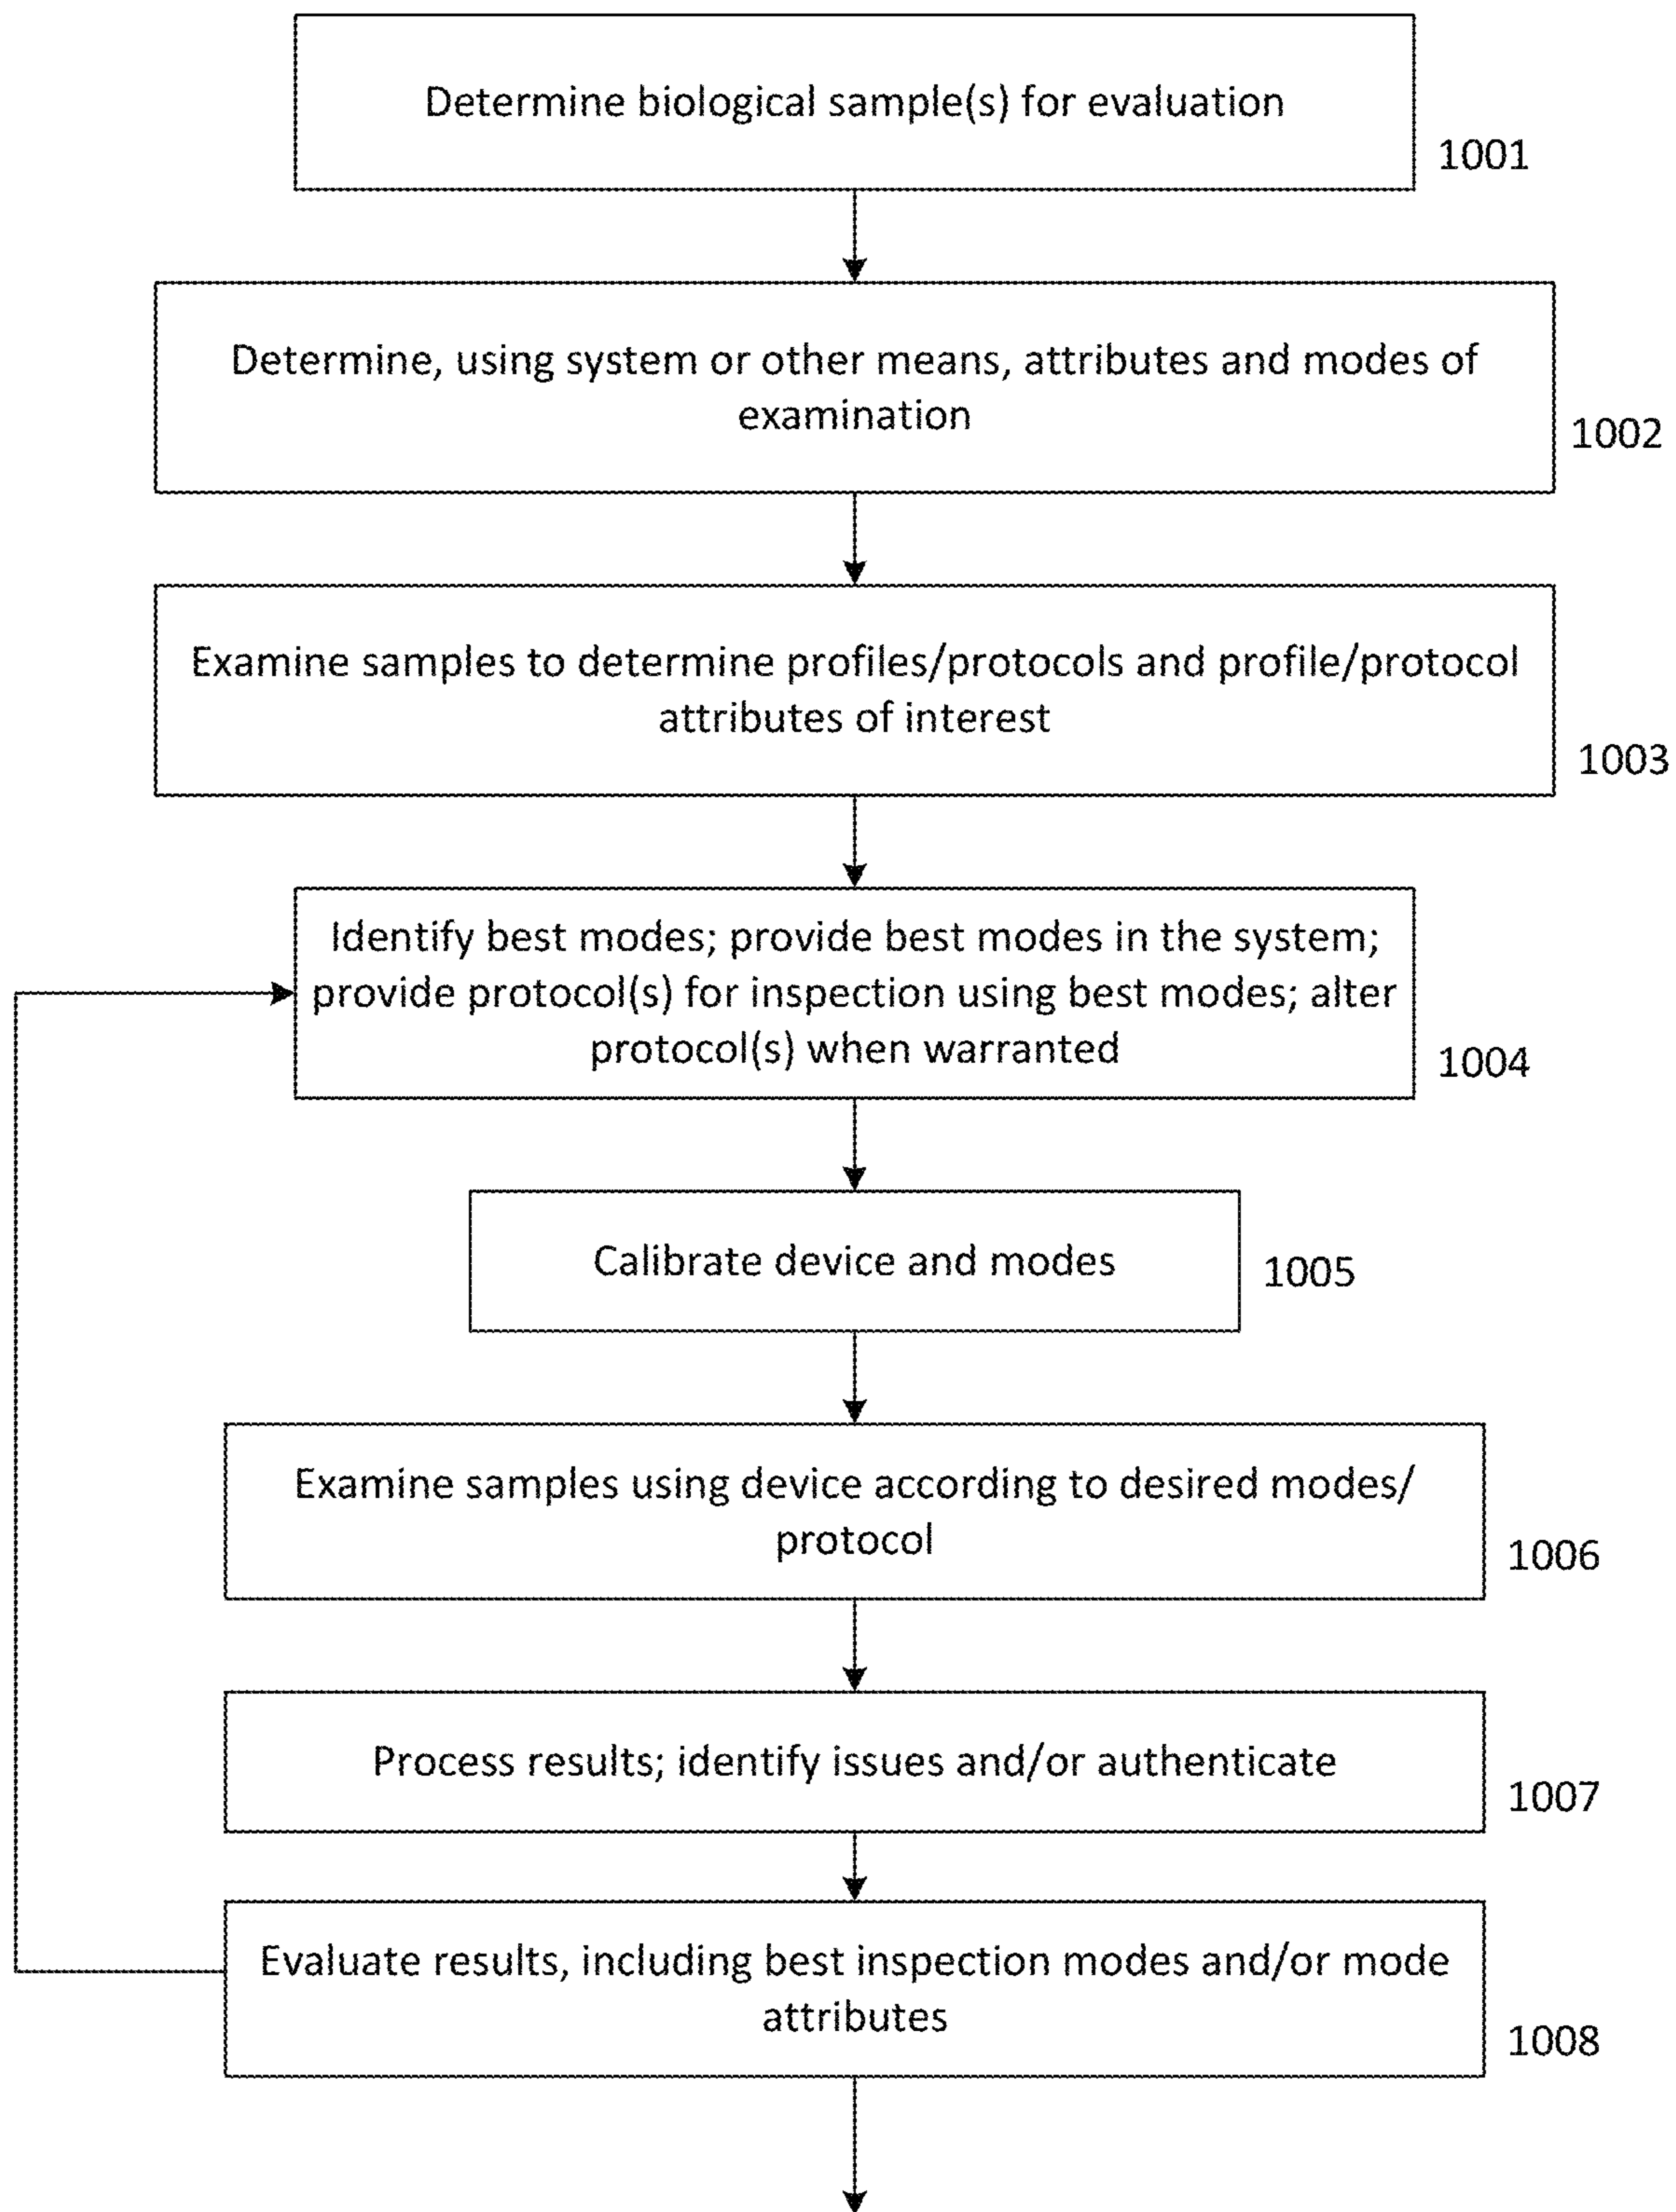 Determine biological sample(s) for evaluation
1001
Determine, using system or other means, attributes and modes of
examination
1002
Examine samples to determine profiles/protocols and profile/protocol
attributes of interest
1003
Identify best modes; provide best modes in the system;
provide protocol(s) for inspection using best modes; alter
protocol(s) when warranted
1004
Calibrate device and modes
1005
Examine samples using device according to desired modes/
protocol
1006
Process results; identify issues and/or authenticate
1007
Evaluate results, including best inspection modes and/or mode
attributes
1008